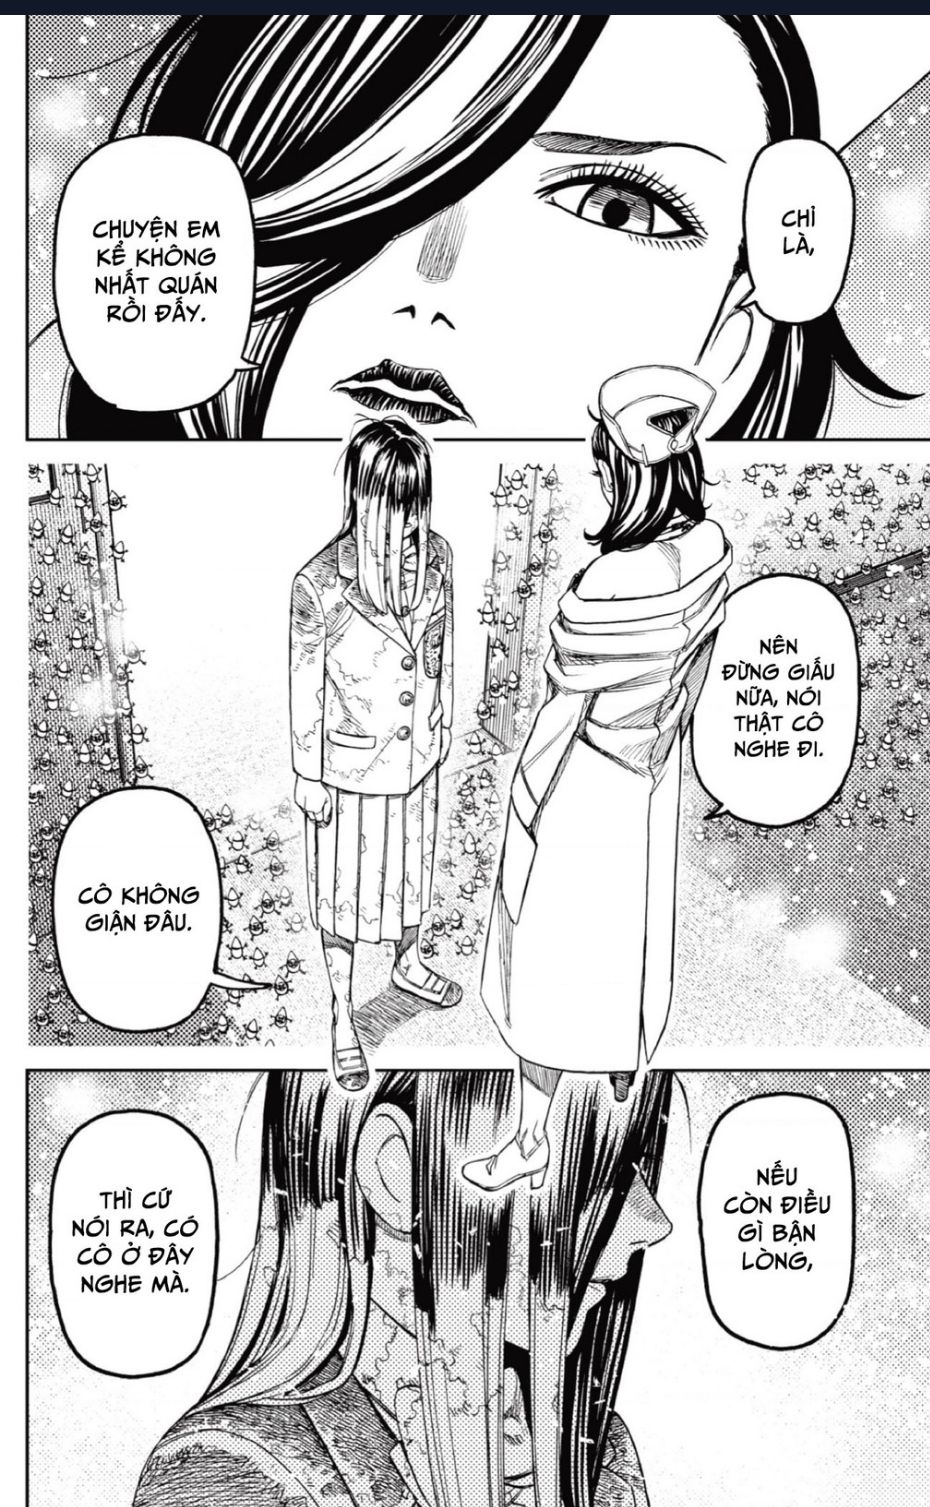 CHỈ
LÀ,
CHUYỆN EM
KỂ KHÔNG
NHẤT QUÁN
RỒI ĐẤY.
NÊN
ĐỪNG GIẤU
NỮA, NÓI
THẬT CÔ
NGHE ĐI.
CÔ KHÔNG
GIẬN ĐÂU.
NẾU
CÒN ĐIỀU
GÌ BẬN
LÒNG,
THÌ CỨ
NÓI RA, CÓ
CÔ Ở ĐÂY
NGHE MÀ.